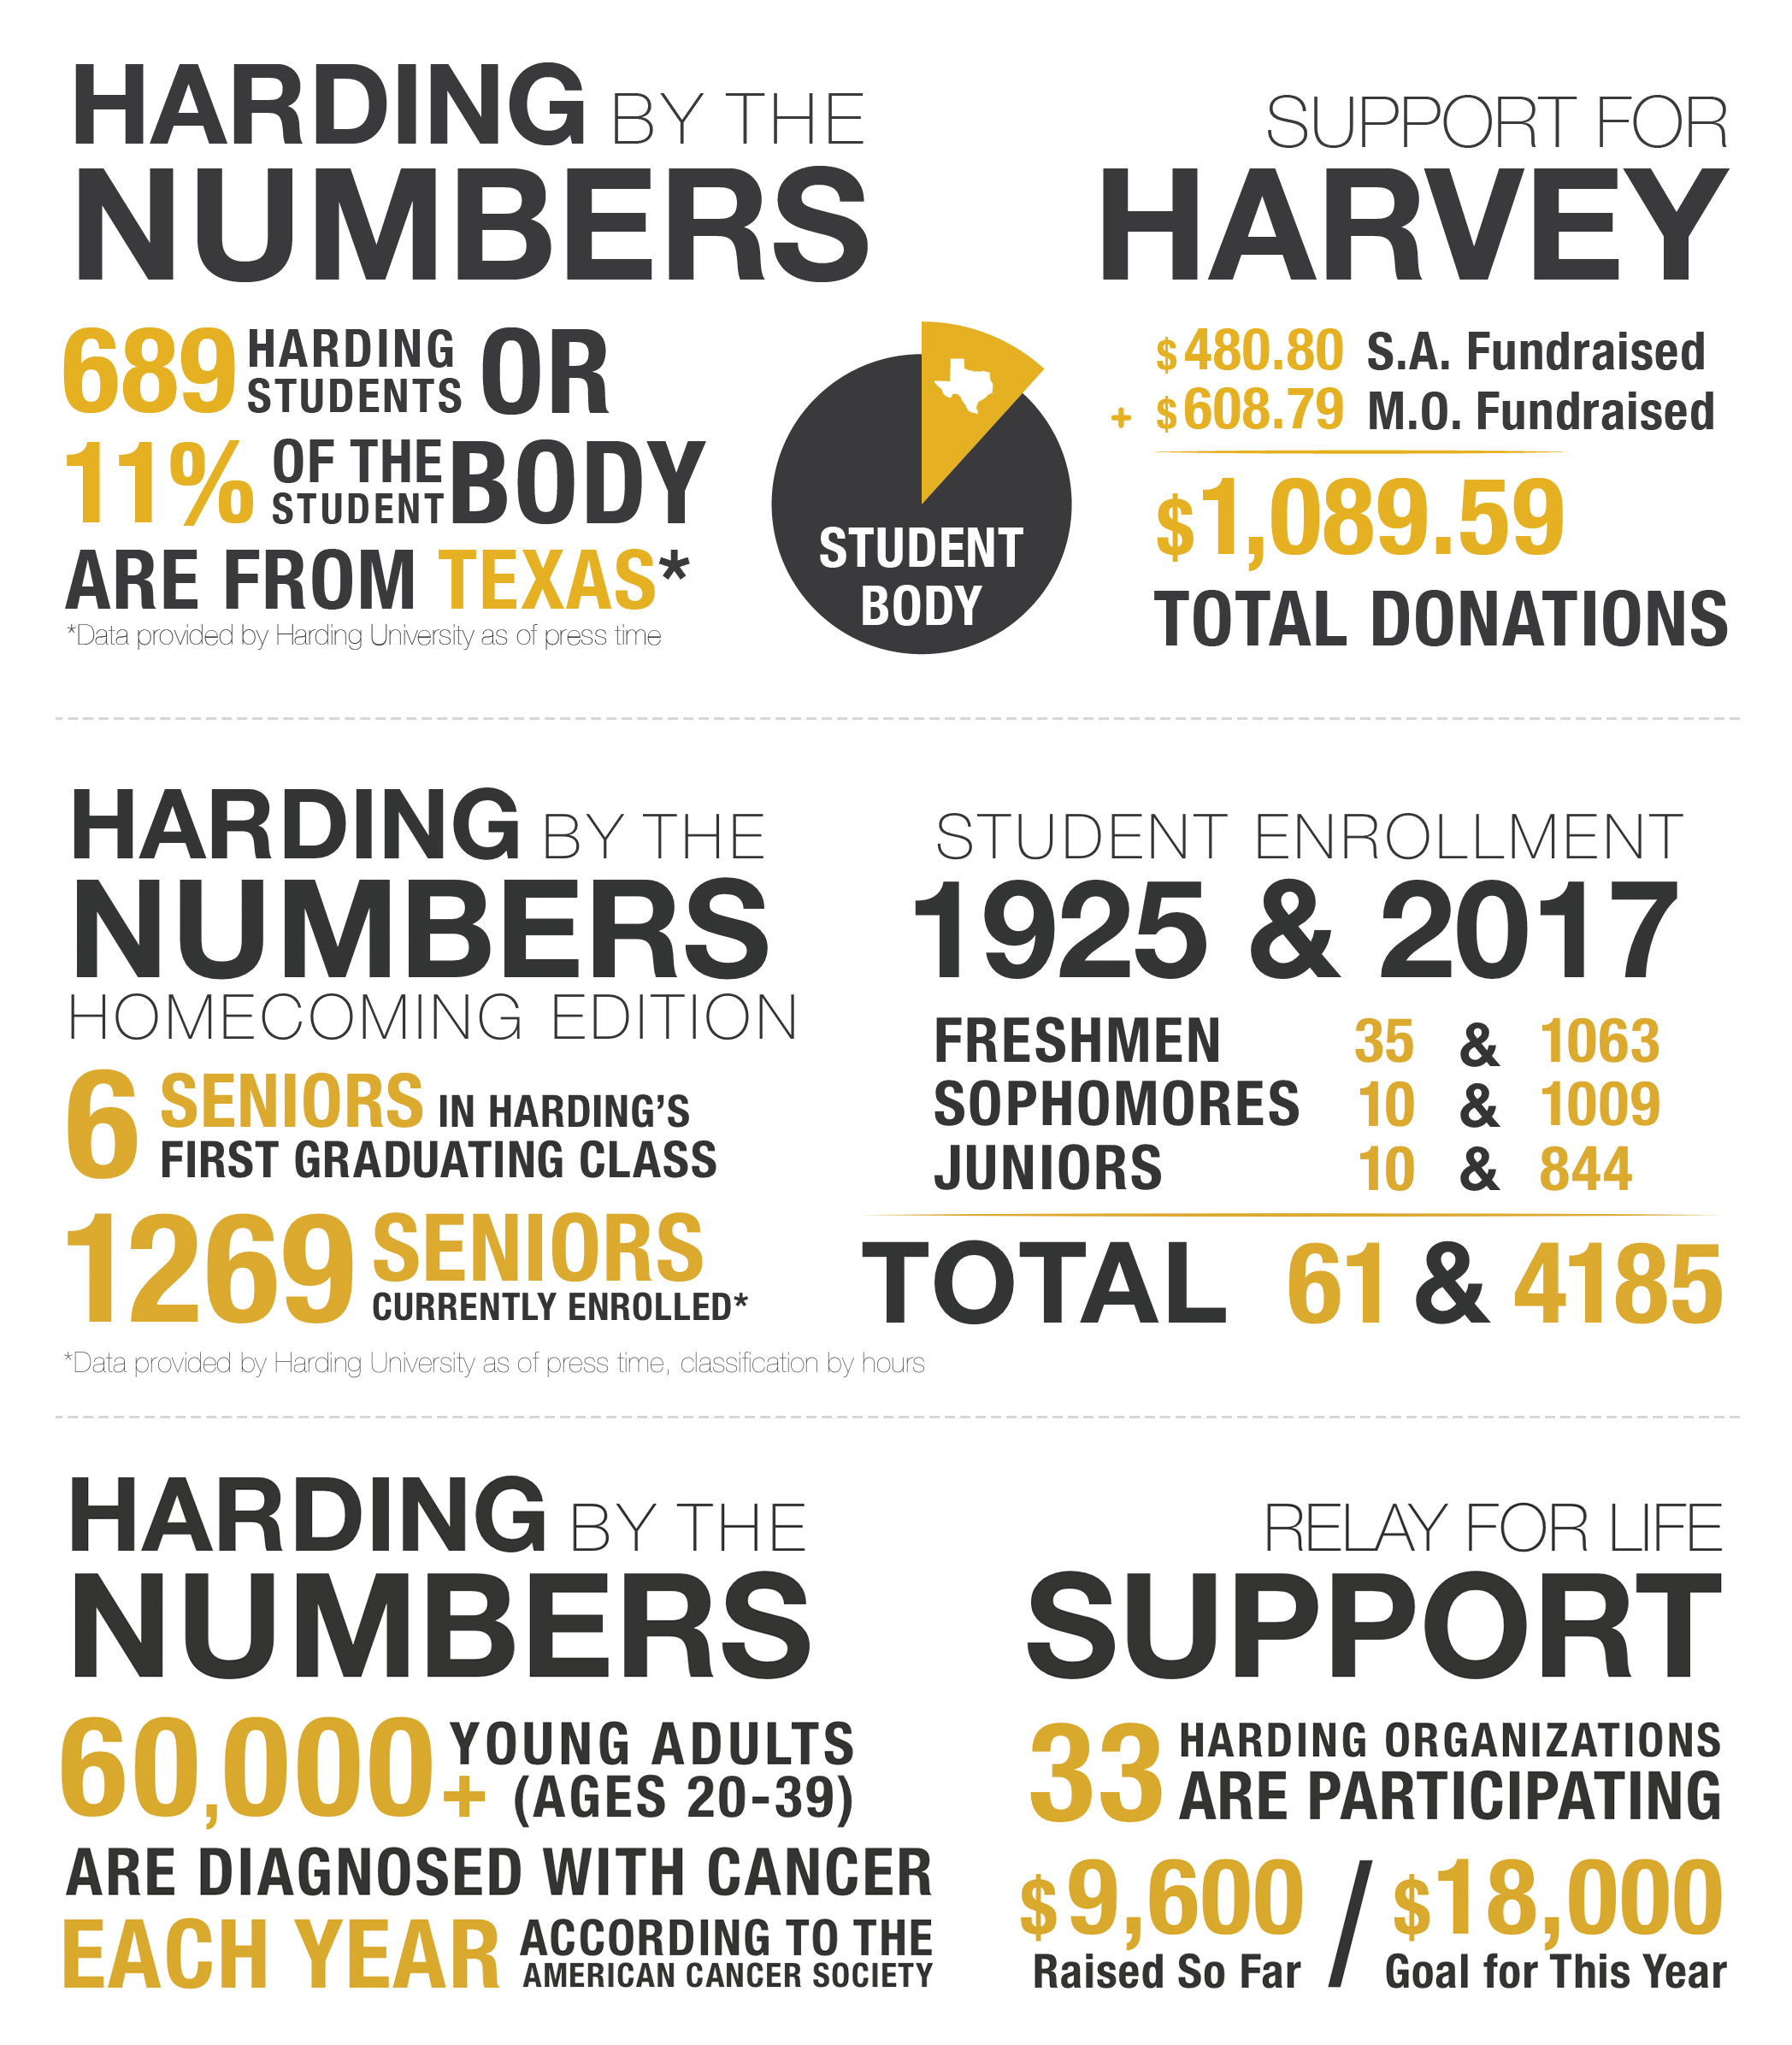 HARDING BY THE
NUMBERS
689 HARDING STUDENTS OR
11% OF THE STUDENT BODY
ARE FROM TEXAS*
*Data provided by Harding University as of press time
STUDENT
BODY
SUPPORT FOR
HARVEY
$480.80 S.A. Fundraised
+ $608.79 M.O. Fundraised
$1,089.59
TOTAL DONATIONS
HARDING BY THE
NUMBERS
HOMECOMING EDITION
6 SENIORS IN HARDING'S
FIRST GRADUATING CLASS
1269 SENIORS
CURRENTLY ENROLLED*
*Data provided by Harding University as of press time, classification by hours
STUDENT ENROLLMENT
1925 & 2017
FRESHMEN 35 & 1063
SOPHOMORES 10 & 1009
JUNIORS 10 & 844
TOTAL 61 & 4185
HARDING BY THE
NUMBERS
60,000+ YOUNG ADULTS
(AGES 20-39)
ARE DIAGNOSED WITH CANCER
EACH YEAR ACCORDING TO THE
AMERICAN CANCER SOCIETY
RELAY FOR LIFE
SUPPORT
33 HARDING ORGANIZATIONS
ARE PARTICIPATING
$9,600 / $18,000
Raised So Far Goal for This Year